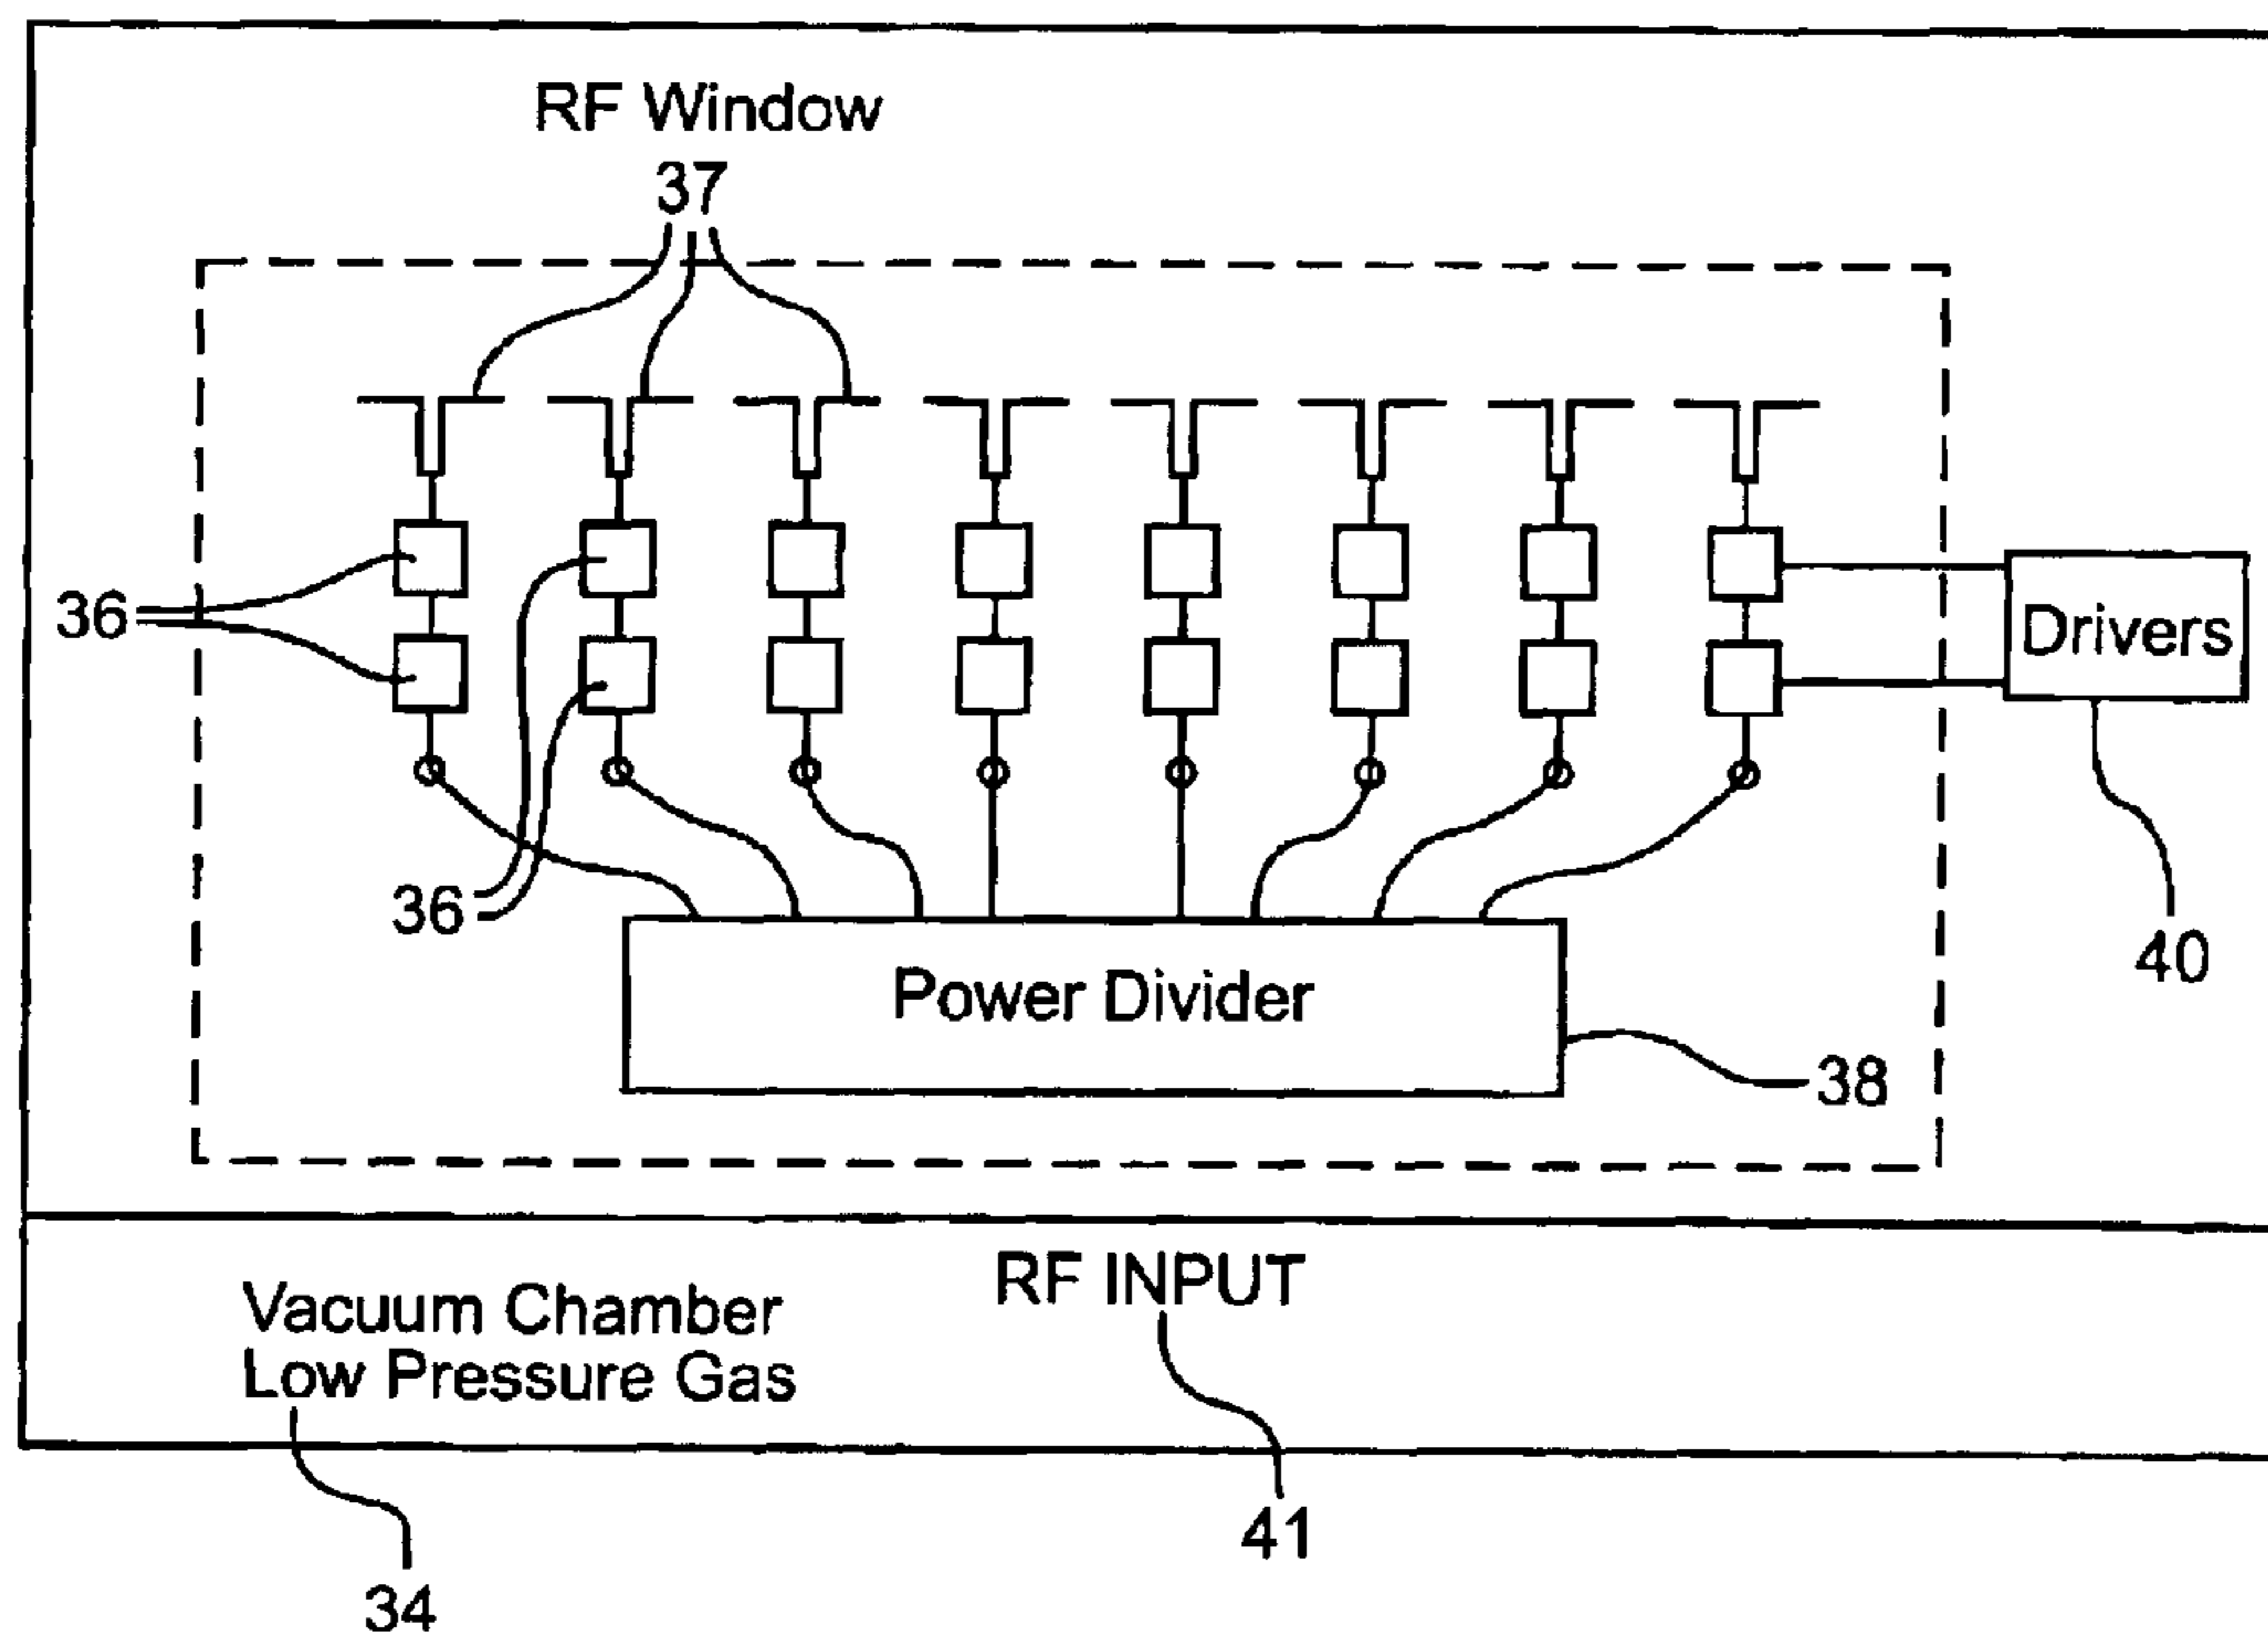 RF Window
37
36
Drivers
36
40
Power Divider
38
RF INPUT
Vacuum Chamber
Low Pressure Gas
41
34